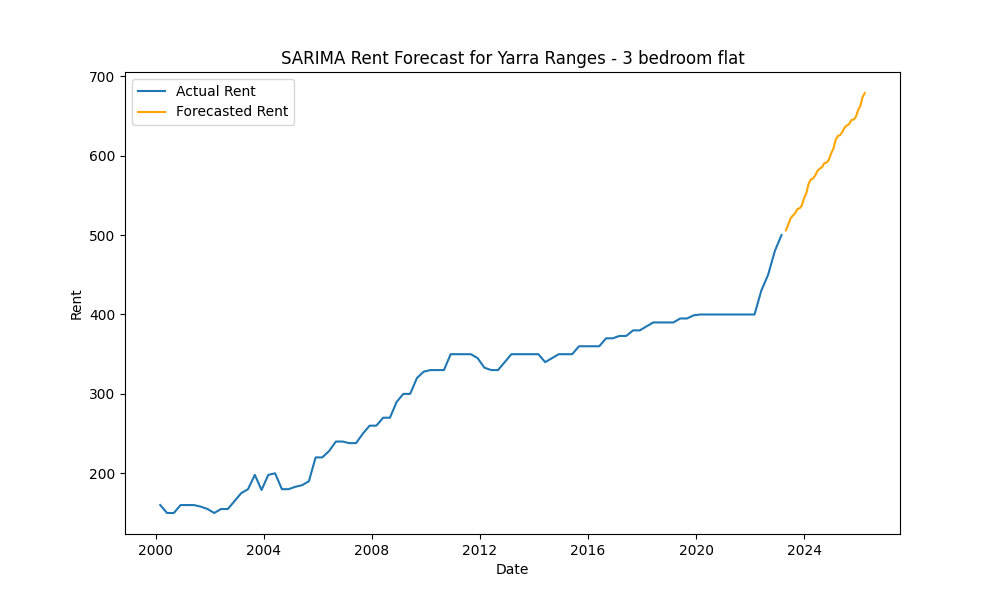 SARIMA Rent Forecast for Yarra Ranges - 3 bedroom flat
Actual Rent
Forecasted Rent
700
600
500
400
300
200
Rent
2000 2004 2008 2012 2016 2020 2024
Date